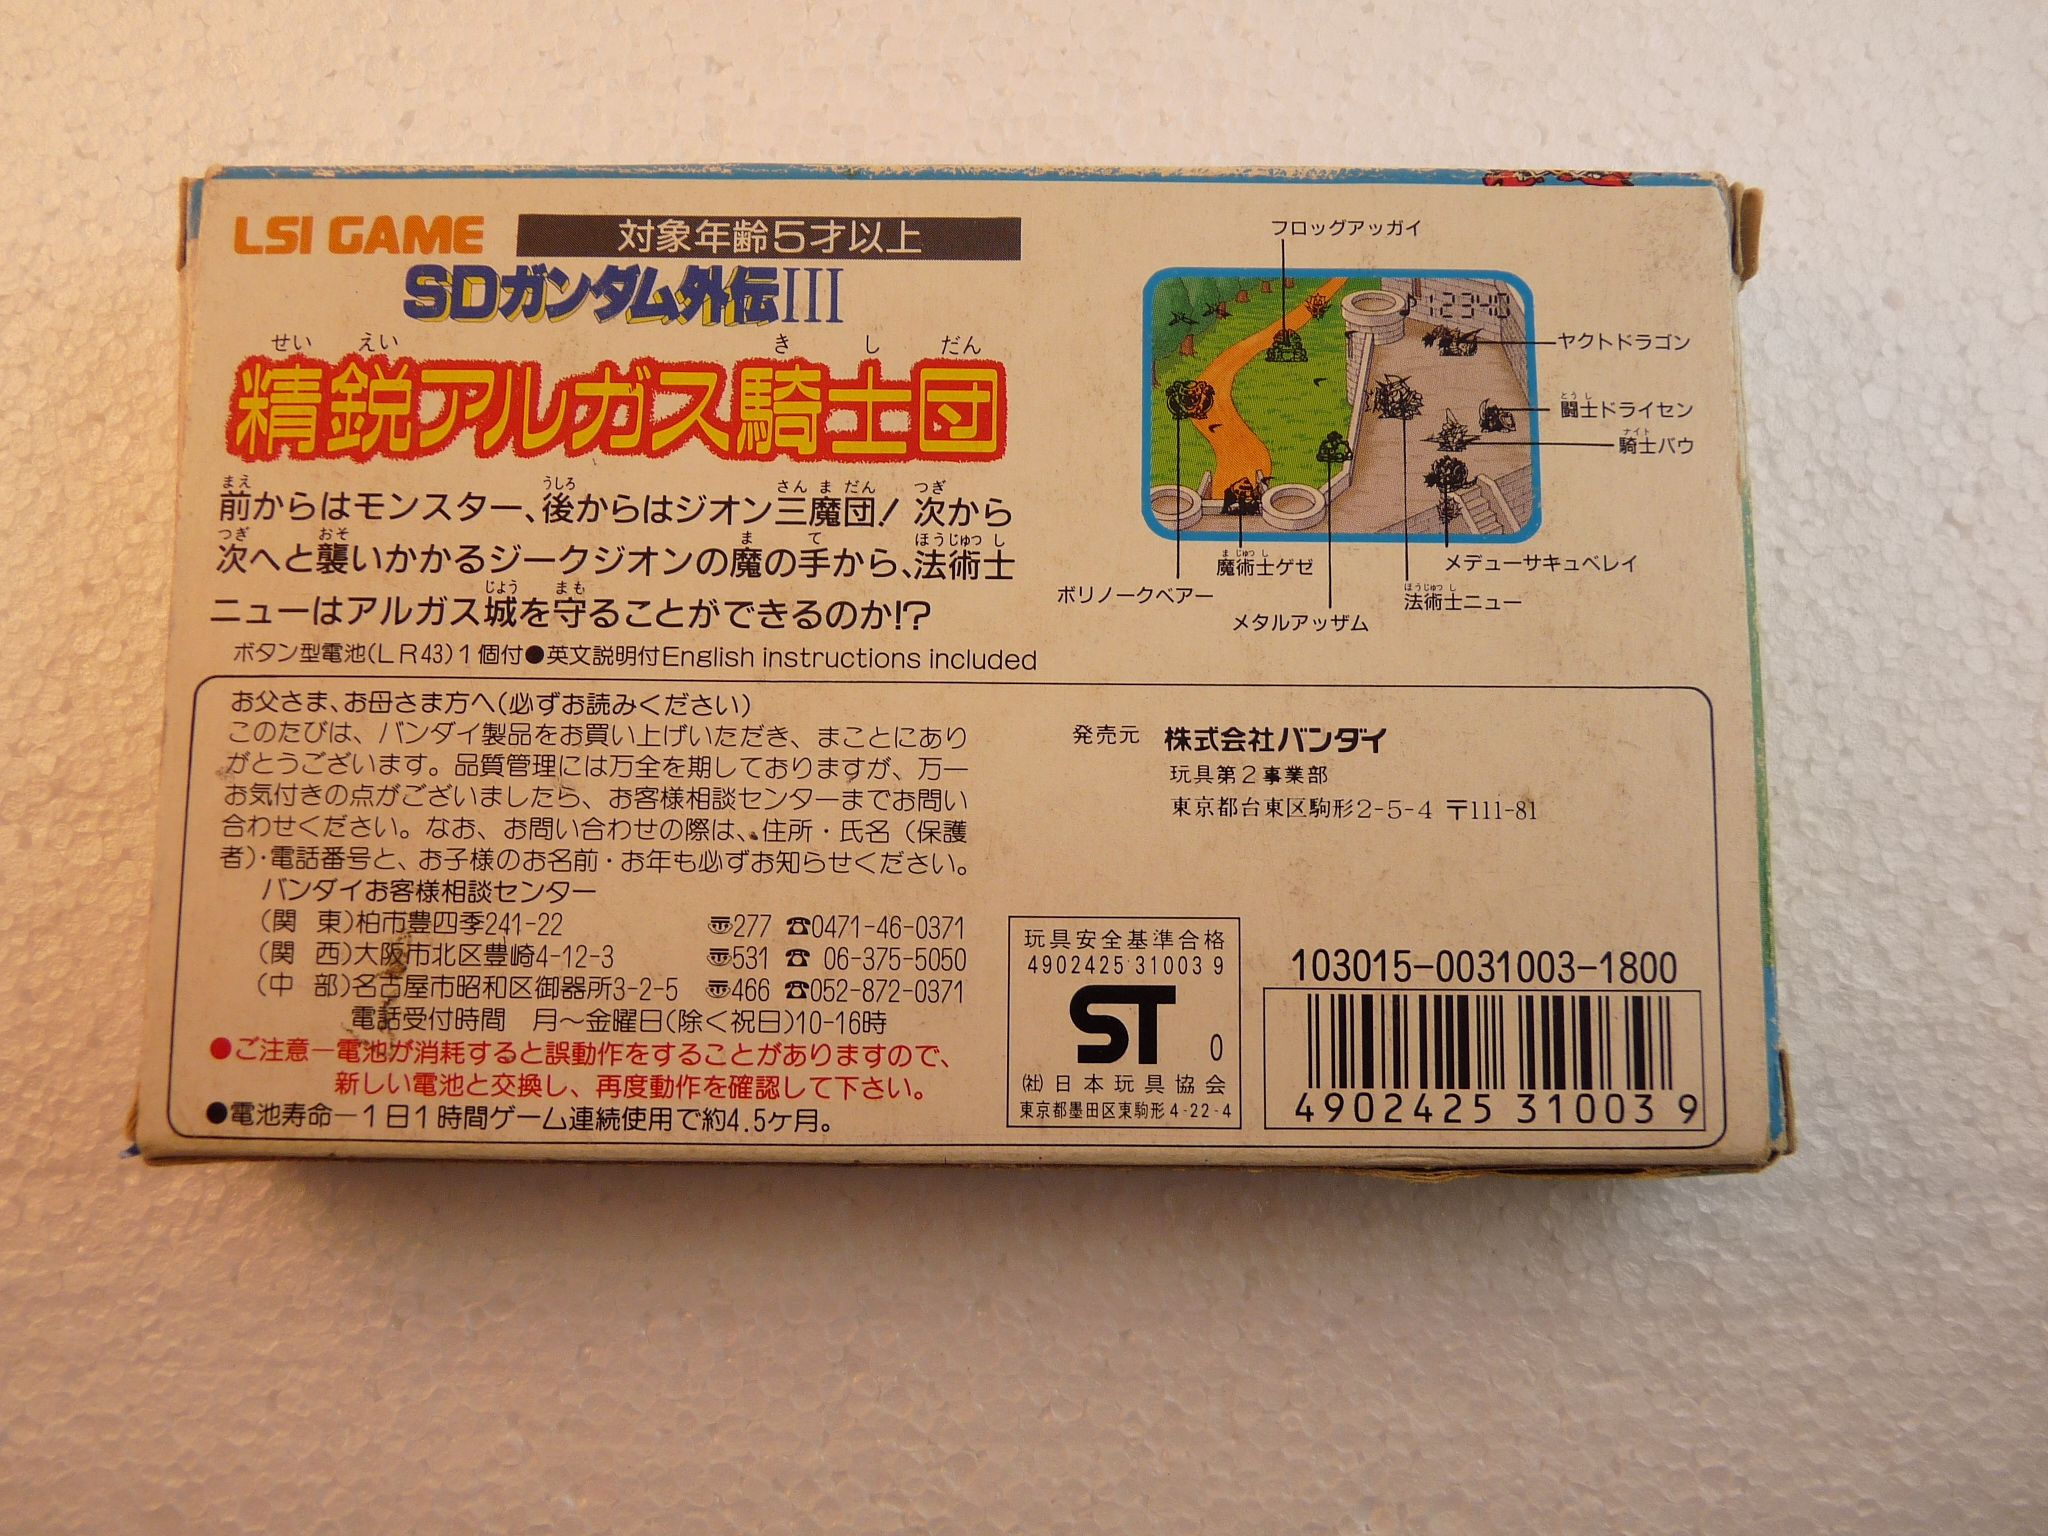 LSI GAME
対象年齢5才以上
SDガンダム外伝III
せい えい き し だん
精鋭アルガス騎士団
まえ うしろ さん ま だん つぎ
前からはモンスター、後からはジオン三魔団! 次から
つぎ おそ ま て ほうじゅつ し
次へと襲いかかるジークジオンの魔の手から、法術士
じょう まも
ニューはアルガス城を守ることができるのか!?
ボタン型電池(LR43)1個付●英文説明付English instructions included
フロッグアッガイ
12340
ヤクトドラゴン
とう し
闘士ドライセン
ナイト
騎士バウ
メデューサキュベレイ
ほうじゅつ し
法術士ニュー
メタルアッザム
ま じゅつ し
魔術士ゲゼ
ボリノークベアー
お父さま、お母さま方へ(必ずお読みください)
このたびは、バンダイ製品をお買い上げいただき、まことにあり
がとうございます。品質管理には万全を期しておりますが、万一
お気付きの点がございましたら、お客様相談センターまでお問い
合わせください。なお、お問い合わせの際は、住所・氏名(保護
者)・電話番号と、お子様のお名前・お年も必ずお知らせください。
バンダイお客様相談センター
(関 東)柏市豊四季241-22 〠277 ☎0471-46-0371
(関 西)大阪市北区豊崎4-12-3 〠531 ☎ 06-375-5050
(中 部)名古屋市昭和区御器所3-2-5 〠466 ☎052-872-0371
電話受付時間 月〜金曜日(除く祝日)10-16時
●ご注意―電池が消耗すると誤動作をすることがありますので、
新しい電池と交換し、再度動作を確認して下さい。
●電池寿命―1日1時間ゲーム連続使用で約4.5ケ月。
発売元 株式会社バンダイ
玩具第2事業部
東京都台東区駒形2-5-4 〒111-81
玩具安全基準合格
4902425 31003 9
ST
0
㈳日本玩具協会
東京都墨田区東駒形4-22-4
103015-0031003-1800
4902425 31003 9